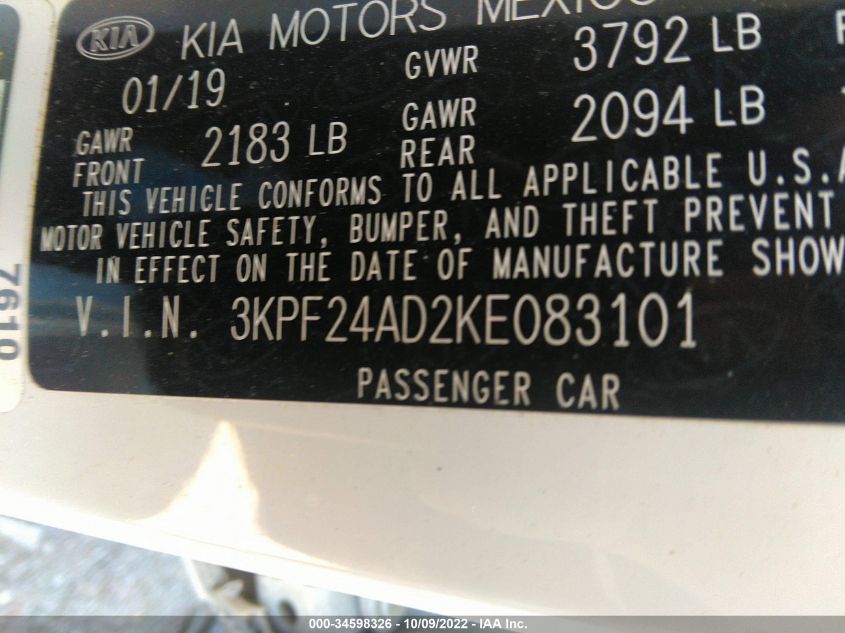 KIA KIA MOTORS MEXICO
01/19 GVWR 3792 LB
GAWR FRONT 2183 LB GAWR REAR 2094 LB
THIS VEHICLE CONFORMS TO ALL APPLICABLE U.S.A
MOTOR VEHICLE SAFETY, BUMPER, AND THEFT PREVENT
IN EFFECT ON THE DATE OF MANUFACTURE SHOW
V.I.N. 3KPF24AD2KE083101
PASSENGER CAR
7610
000-34598326 - 10/09/2022 - IAA Inc.